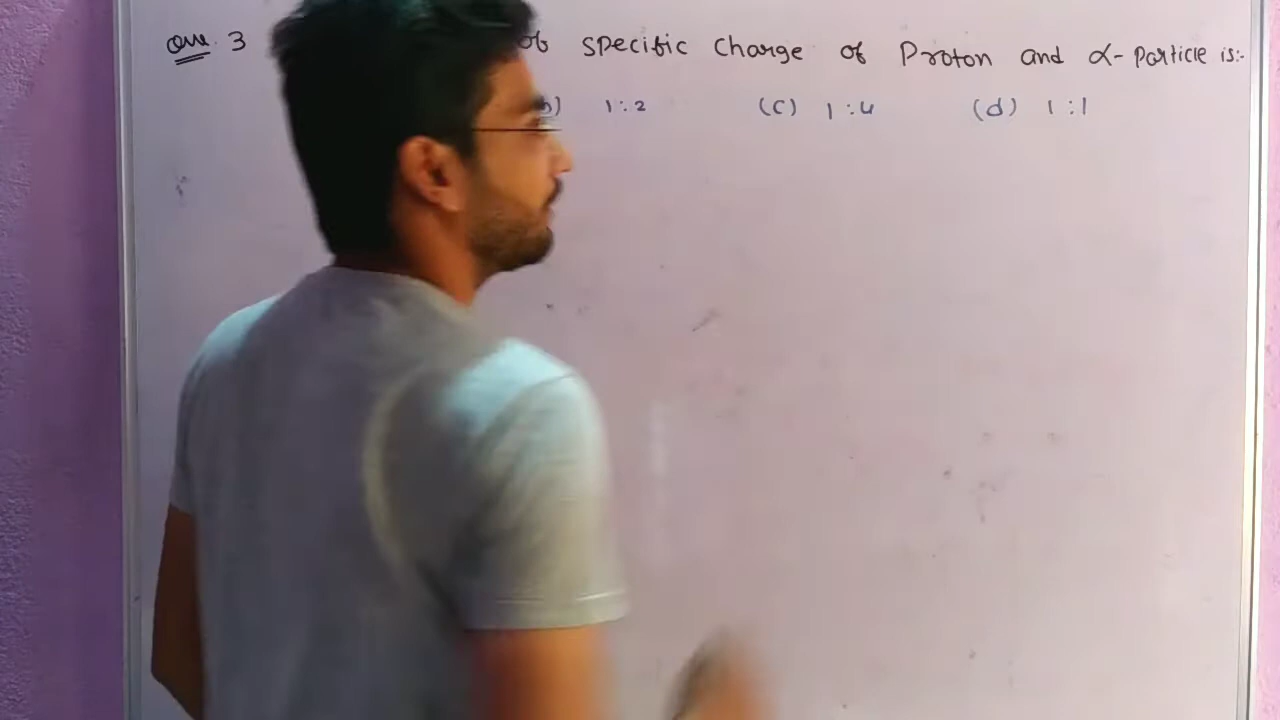 Que 3 of specific charge of Proton and α- Particle is:-
b) 1:2 (c) 1:4 (d) 1:1